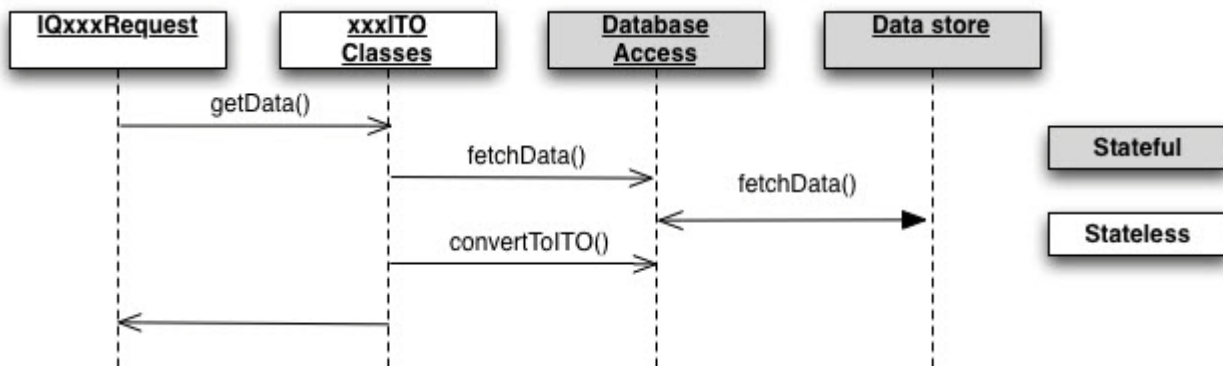 IQxxxRequest
xxxITO
Classes
Database
Access
Data store
getData()
fetchData()
fetchData()
convertToITO()
Stateful
Stateless